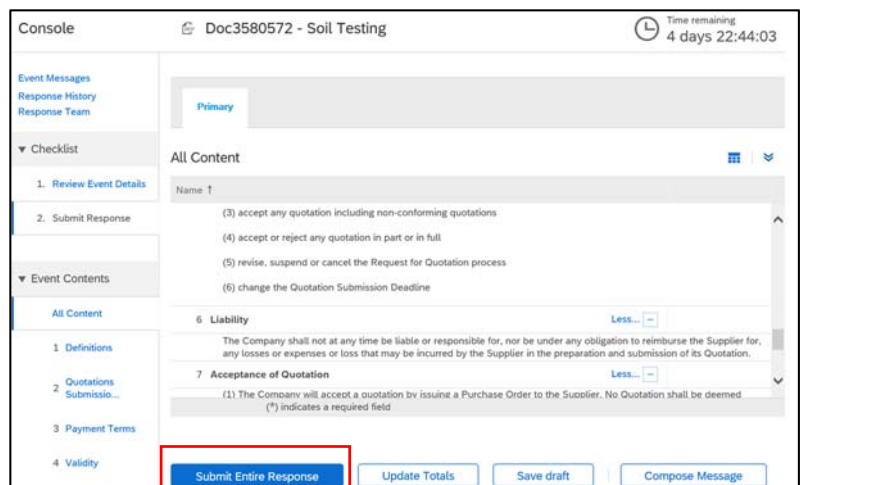 Console
Doc3580572 - Soil Testing
Time remaining
4 days 22:44:03
Event Messages
Response History
Response Team
▼ Checklist
1. Review Event Details
2. Submit Response
▼ Event Contents
All Content
1 Definitions
2 Quotations
Submissio...
3 Payment Terms
4 Validity
Primary
All Content
Name ↑
(3) accept any quotation including non-conforming quotations
(4) accept or reject any quotation in part or in full
(5) revise, suspend or cancel the Request for Quotation process
(6) change the Quotation Submission Deadline
6 Liability Less... −
The Company shall not at any time be liable or responsible for, nor be under any obligation to reimburse the Supplier for,
any losses or expenses or loss that may be incurred by the Supplier in the preparation and submission of its Quotation.
7 Acceptance of Quotation Less... −
(1) The Company will accept a quotation by issuing a Purchase Order to the Supplier. No Quotation shall be deemed
(*) indicates a required field
Submit Entire Response
Update Totals
Save draft
Compose Message